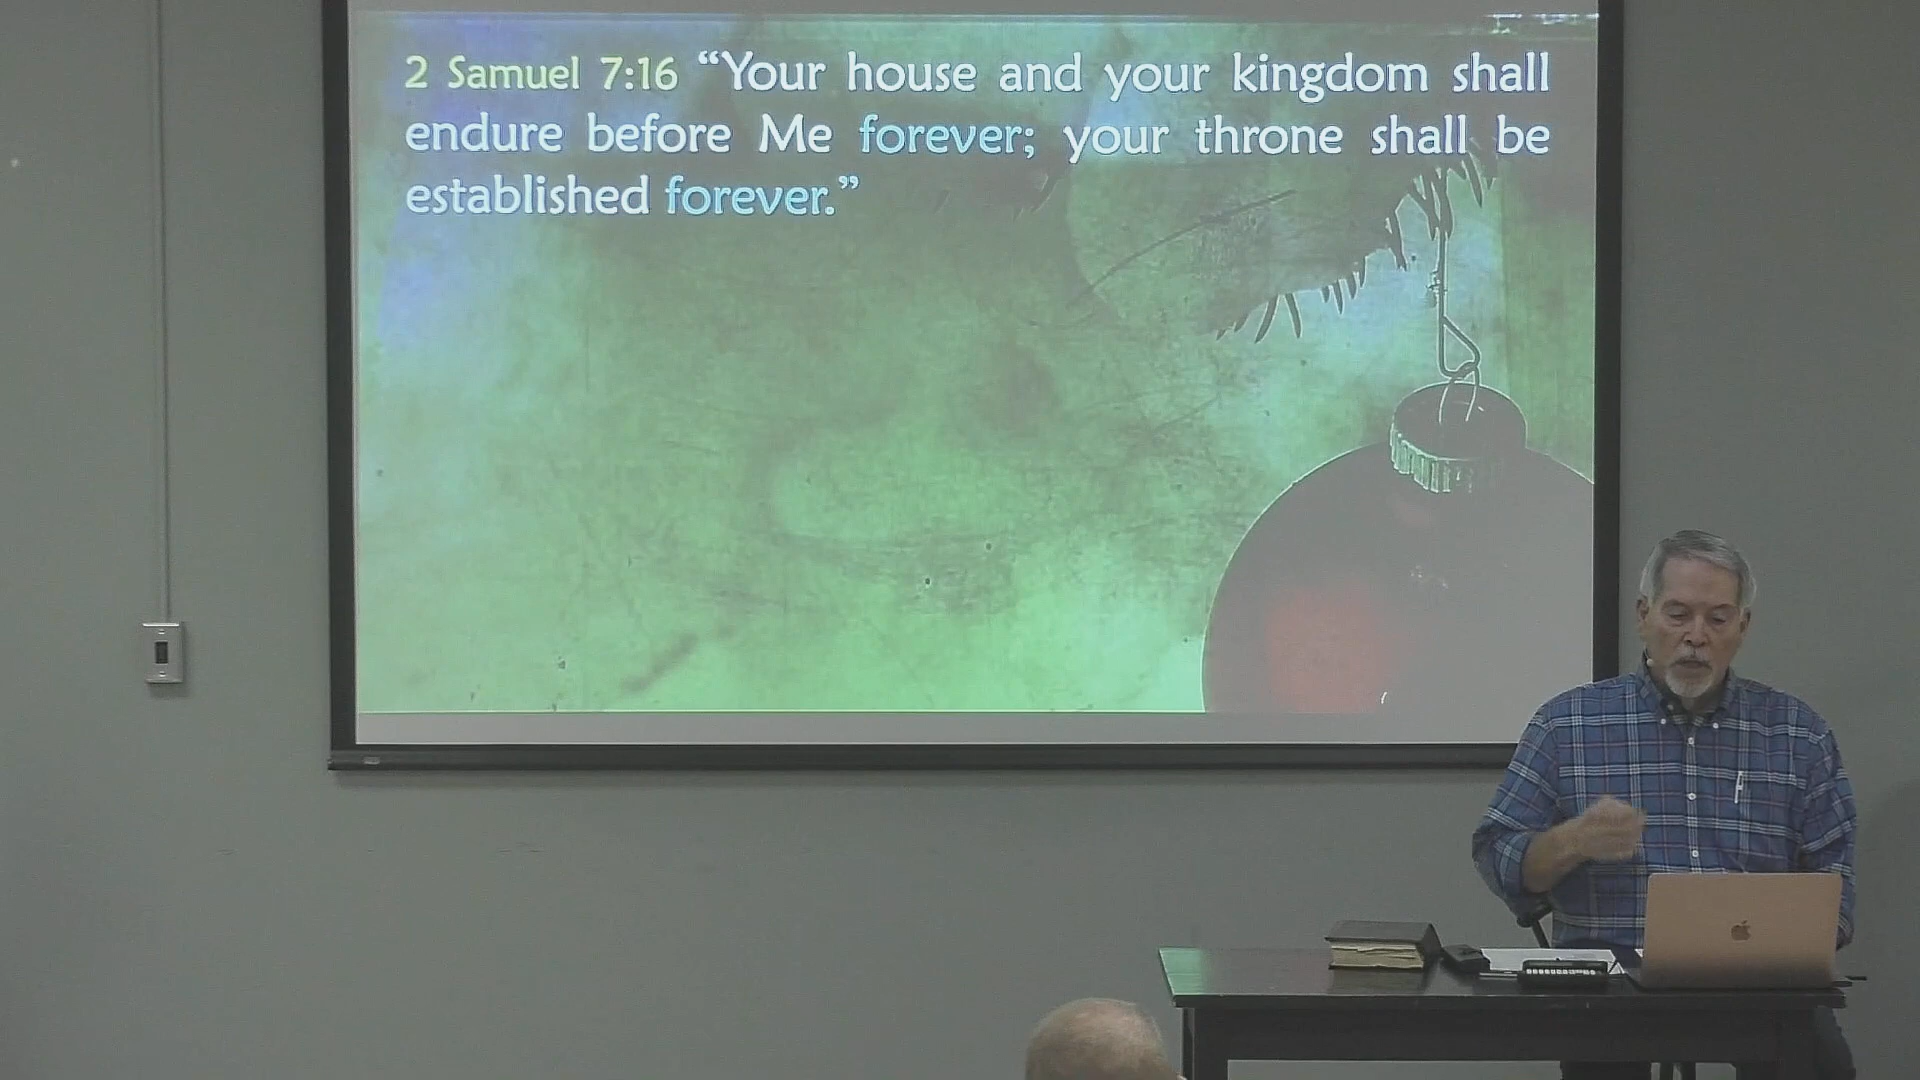 2 Samuel 7:16 “Your house and your kingdom shall
endure before Me forever; your throne shall be
established forever.”